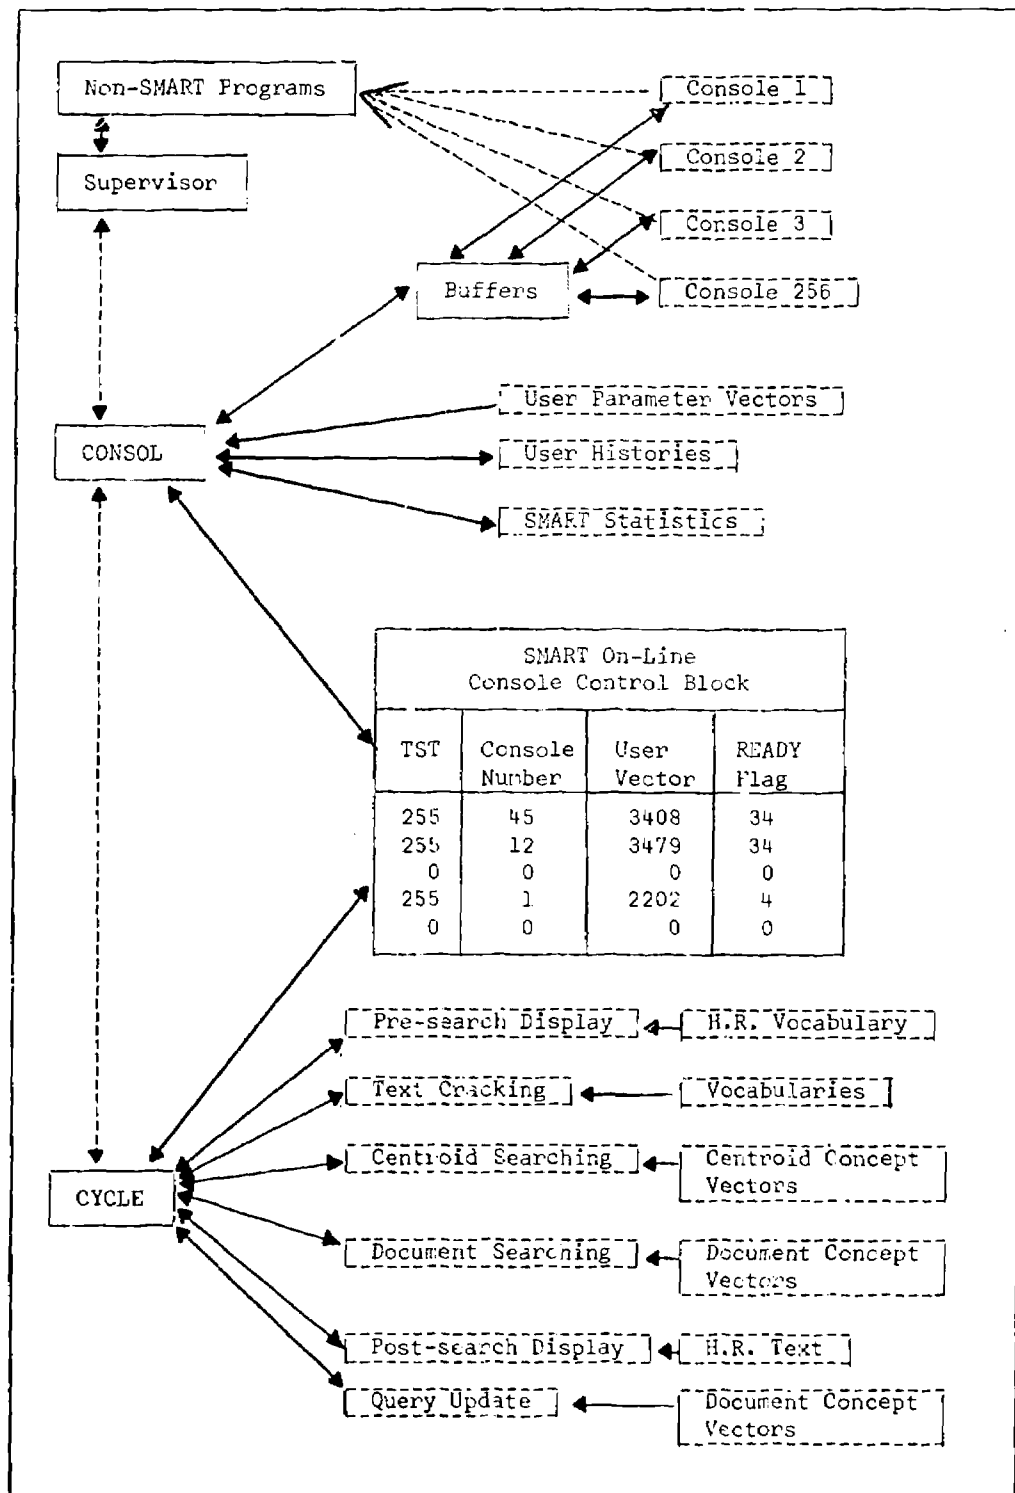 Non-SMART Programs
Console 1
Console 2
Supervisor
Console 3
Buffers
Console 256
User Parameter Vectors
CONSOL
User Histories
SMART Statistics
SMART On-Line
Console Control Block
TST Console Number User Vector READY Flag
255 45 3408 34
255 12 3479 34
0 0 0 0
255 1 2202 4
0 0 0 0
Pre-search Display
H.R. Vocabulary
Text Cracking
Vocabularies
Centroid Searching
Centroid Concept
Vectors
CYCLE
Document Searching
Document Concept
Vectors
Post-search Display
H.R. Text
Query Update
Document Concept
Vectors